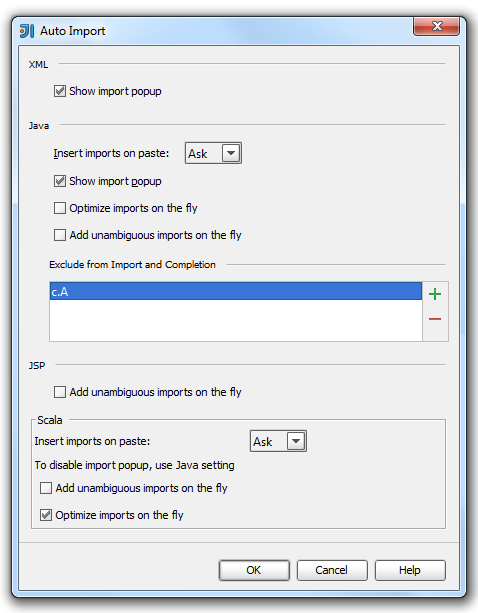 Auto Import
XML
Show import popup
Java
Insert imports on paste: Ask
Show import popup
Optimize imports on the fly
Add unambiguous imports on the fly
Exclude from Import and Completion
c.A
JSP
Add unambiguous imports on the fly
Scala
Insert imports on paste: Ask
To disable import popup, use Java setting
Add unambiguous imports on the fly
Optimize imports on the fly
OK Cancel Help